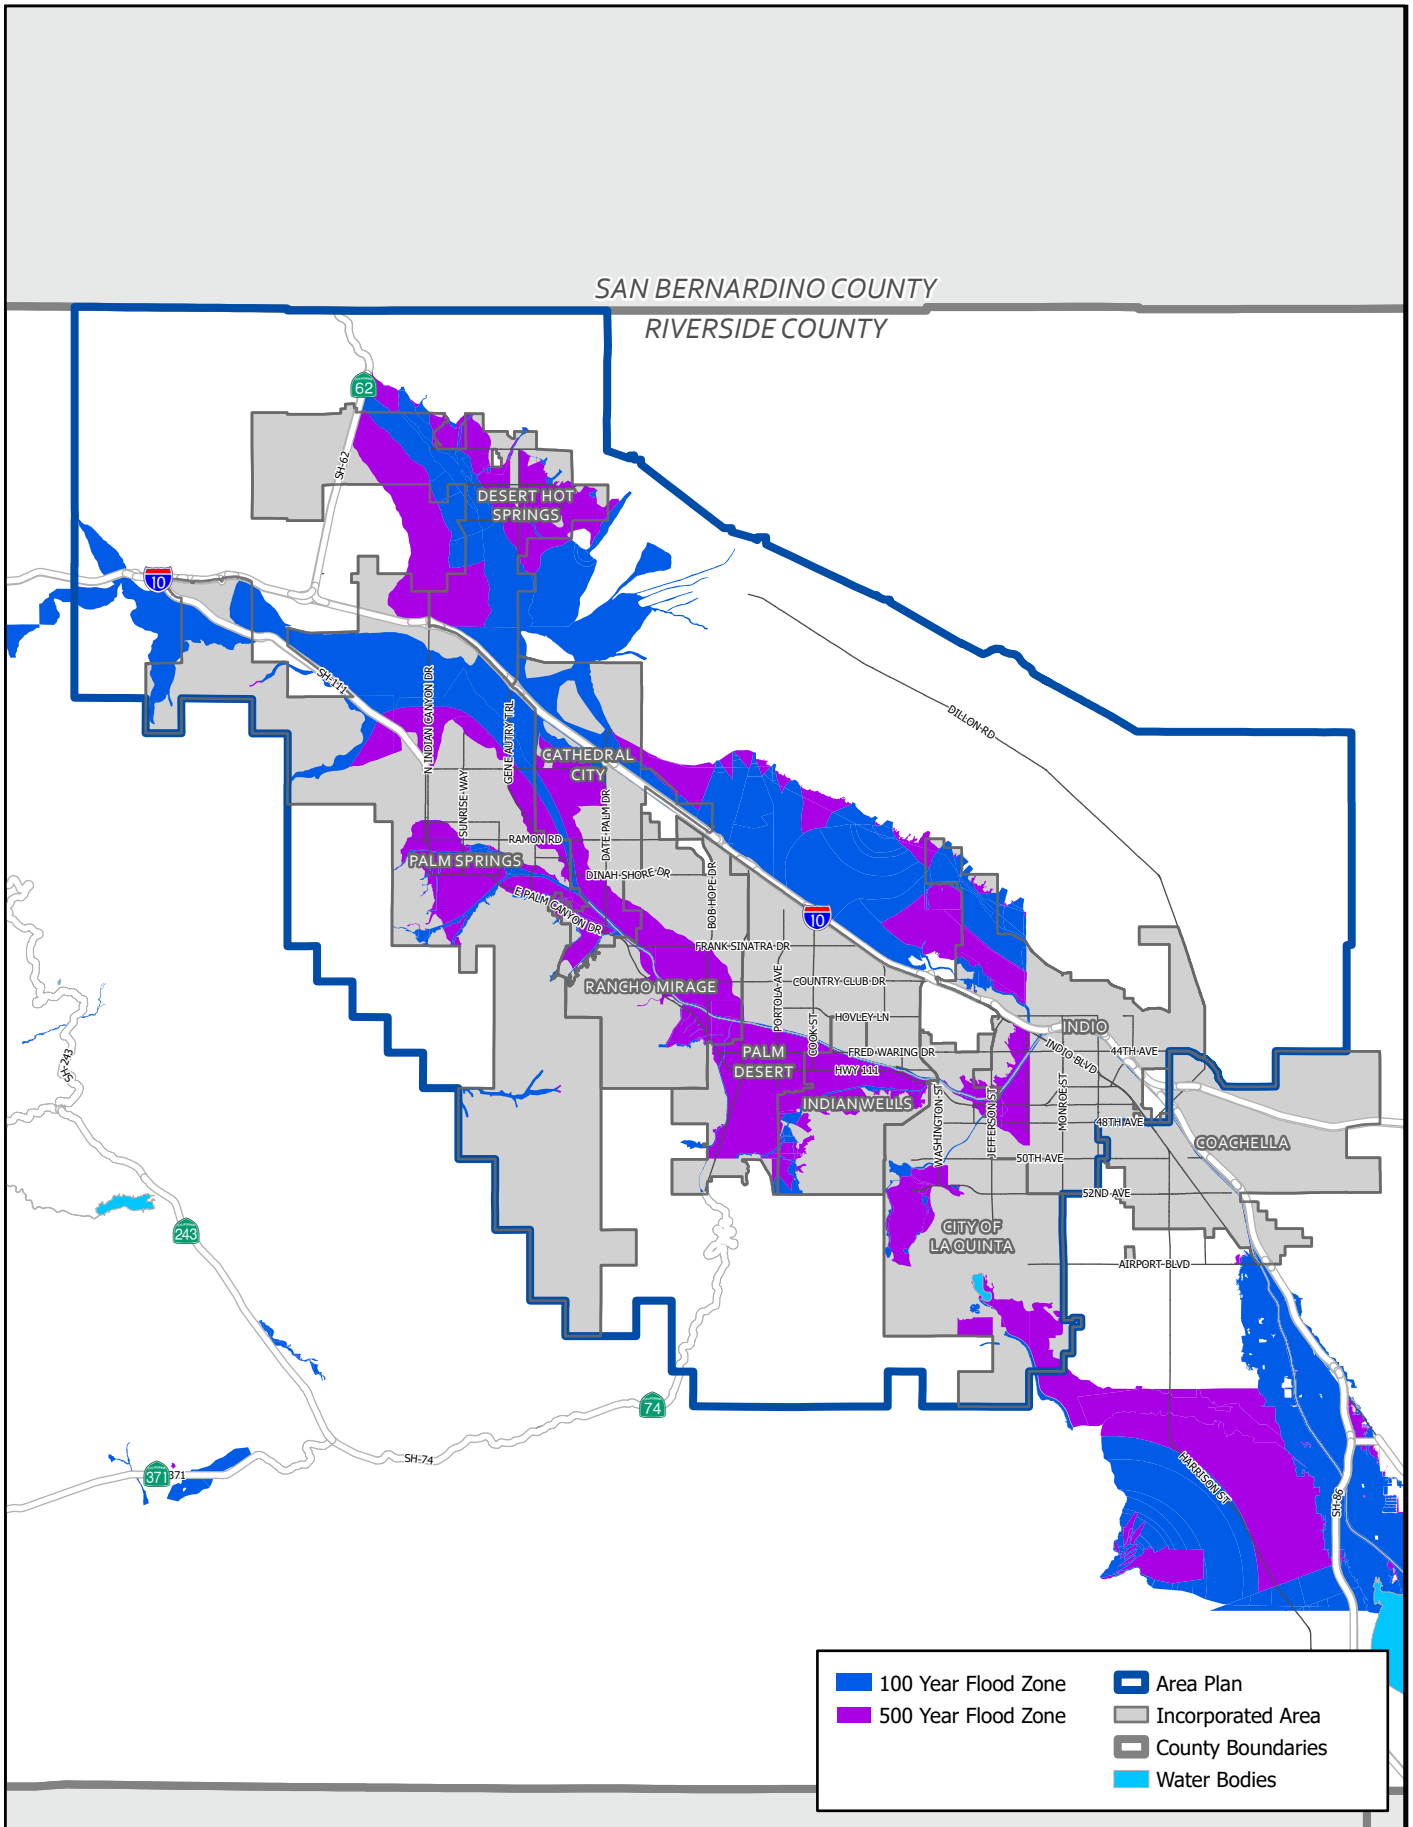 SAN BERNARDINO COUNTY
RIVERSIDE COUNTY
62
SH-62
DESERT HOT
SPRINGS
10
SH-111
N INDIAN CANYON DR
GENE AUTRY TRL
DILLON RD
CATHEDRAL
CITY
SUNRISE WAY
DATE PALM DR
RAMON RD
PALM SPRINGS
DINAH SHORE DR
BOB HOPE DR
E PALM CANYON DR
10
FRANK SINATRA DR
RANCHO MIRAGE
PORTOLA AVE
COUNTRY CLUB DR
COOK ST
HOVLEY LN
INDIO
PALM
DESERT
FRED WARING DR
INDIO BLVD
44TH AVE
HWY 111
SH-243
INDIAN WELLS
WASHINGTON ST
JEFFERSON ST
MONROE ST
48TH AVE
COACHELLA
50TH AVE
52ND AVE
243
CITY OF
LA QUINTA
AIRPORT BLVD
74
SH-74
371
371
HARRISON ST
SH-86
100 Year Flood Zone
500 Year Flood Zone
Area Plan
Incorporated Area
County Boundaries
Water Bodies